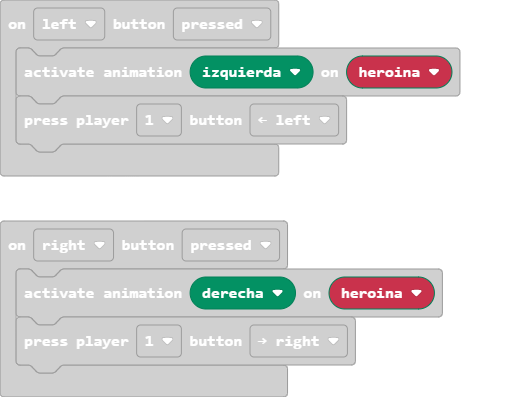 on left button pressed
activate animation izquierda on heroina
press player 1 button ← left
on right button pressed
activate animation derecha on heroina
press player 1 button → right